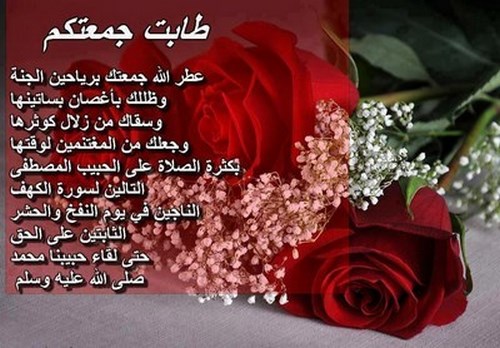 طابت جمعتكم
عطر الله جمعتك برياحين الجنة
وظللك بأغصان بساتينها
وسقاك من زلال كوثرها
وجعلك من المغتنمين لوقتها
بكثرة الصلاة على الحبيب المصطفى
التالين لسورة الكهف
الناجين في يوم النفخ والحشر
الثابتين على الحق
حتى لقاء حبيبنا محمد
صلى الله عليه وسلم